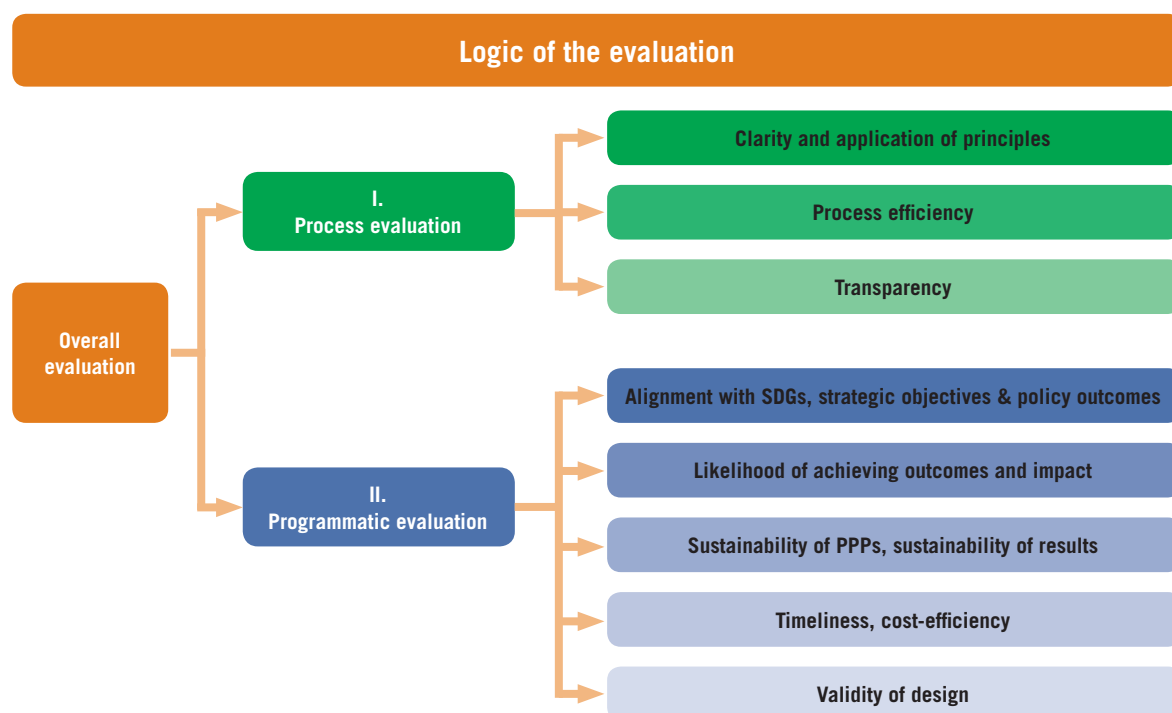 Logic of the evaluation
Clarity and application of principles
I.
Process evaluation
Process efficiency
Transparency
Overall
evaluation
Alignment with SDGs, strategic objectives & policy outcomes
Likelihood of achieving outcomes and impact
II.
Programmatic evaluation
Sustainability of PPPs, sustainability of results
Timeliness, cost-efficiency
Validity of design